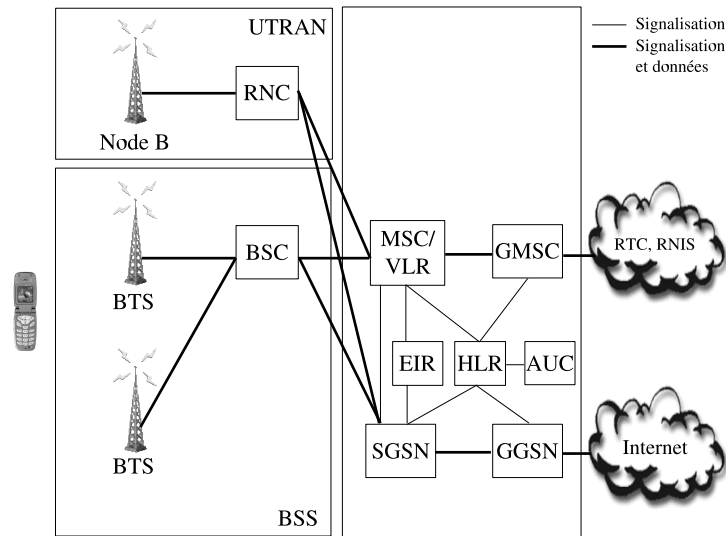 UTRAN
Signalisation
Signalisation
et données
RNC
Node B
MSC/
VLR
GMSC
RTC, RNIS
BSC
BTS
EIR
HLR
AUC
BTS
SGSN
GGSN
Internet
BSS